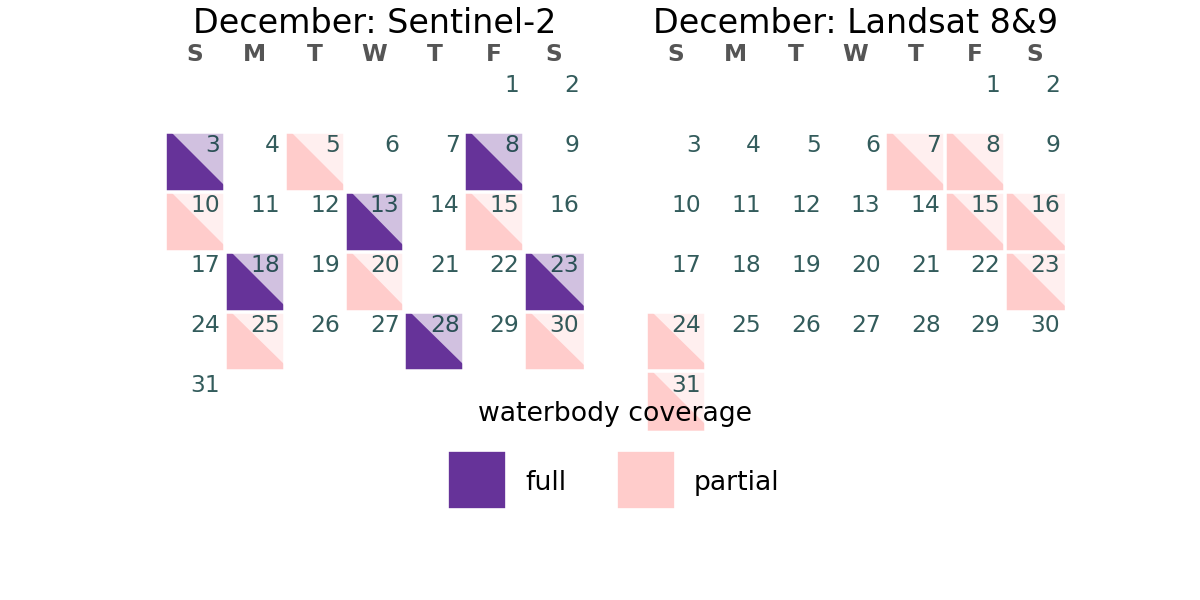 December: Sentinel-2
S M T W T F S
1 2
3 4 5 6 7 8 9
10 11 12 13 14 15 16
17 18 19 20 21 22 23
24 25 26 27 28 29 30
31
December: Landsat 8&9
S M T W T F S
1 2
3 4 5 6 7 8 9
10 11 12 13 14 15 16
17 18 19 20 21 22 23
24 25 26 27 28 29 30
31
waterbody coverage
full partial